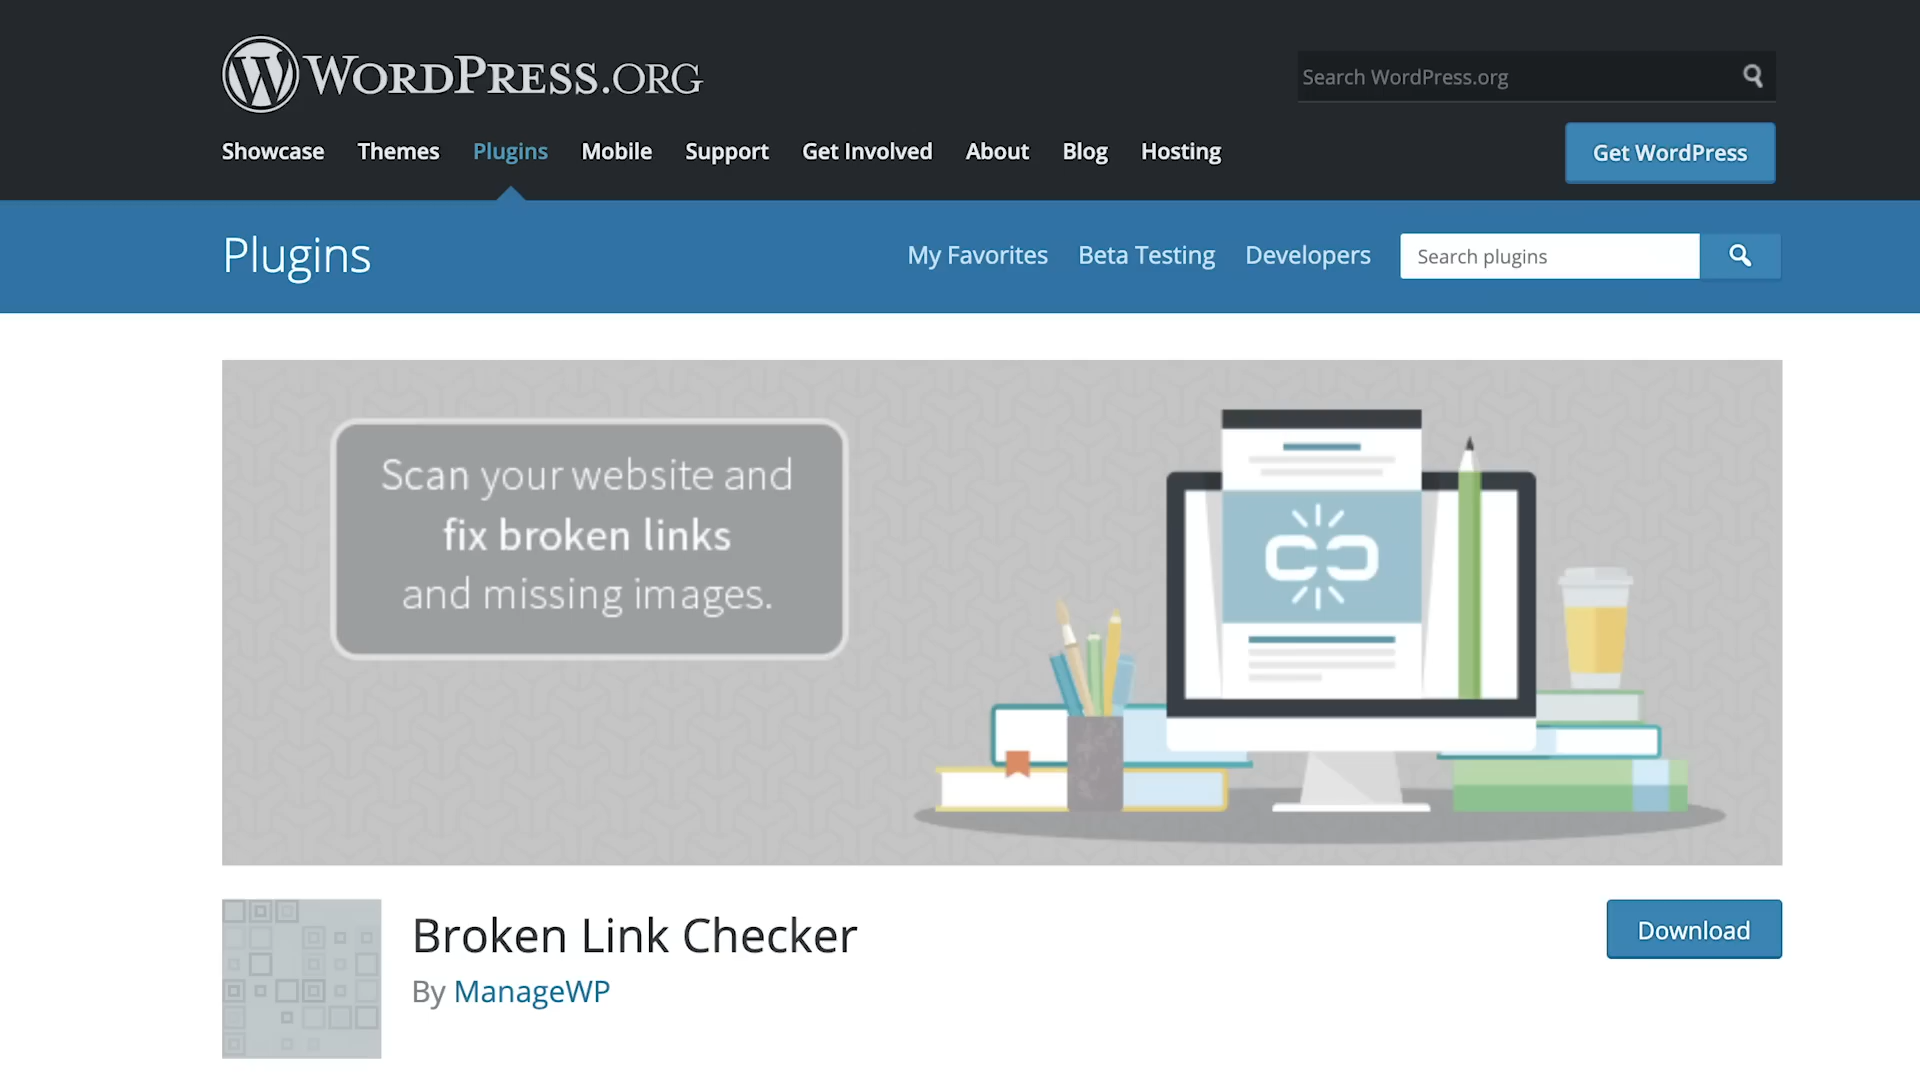 WORDPRESS.ORG
Search WordPress.org
Showcase Themes Plugins Mobile Support Get Involved About Blog Hosting
Get WordPress
Plugins
My Favorites Beta Testing Developers
Search plugins
Scan your website and
fix broken links
and missing images.
Broken Link Checker
Download
By ManageWP